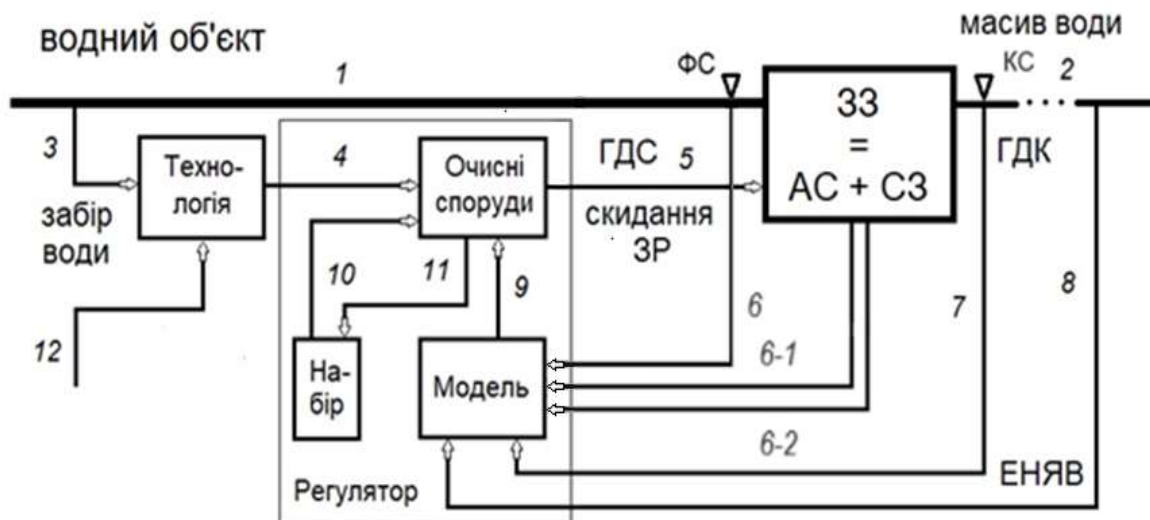 водний об'єкт
масив води
1
ФС
КС
2
ЗЗ
=
АС + СЗ
3
Техно-
логія
4
Очисні
споруди
ГДС
5
ГДК
забір
води
скидання
ЗР
10
11
9
6
7
8
12
6-1
На-
бір
Модель
6-2
Регулятор
ЕНЯВ